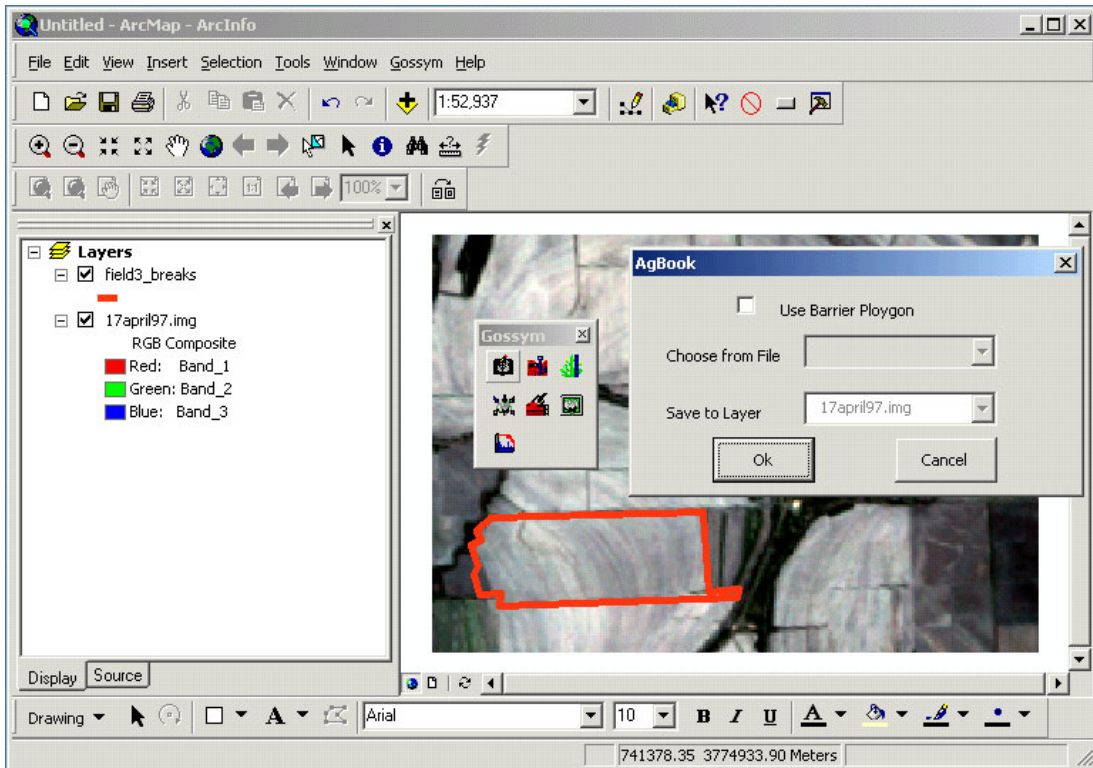 Untitled - ArcMap - ArcInfo
File Edit View Insert Selection Tools Window Gossym Help
1:52,937
1:1
100%
Layers
field3_breaks
17april97.img
RGB Composite
Red: Band_1
Green: Band_2
Blue: Band_3
Gossym
AgBook
Use Barrier Ploygon
Choose from File
Save to Layer 17april97.img
Ok Cancel
Display Source
Drawing A Arial 10 B I U A
741378.35 3774933.90 Meters